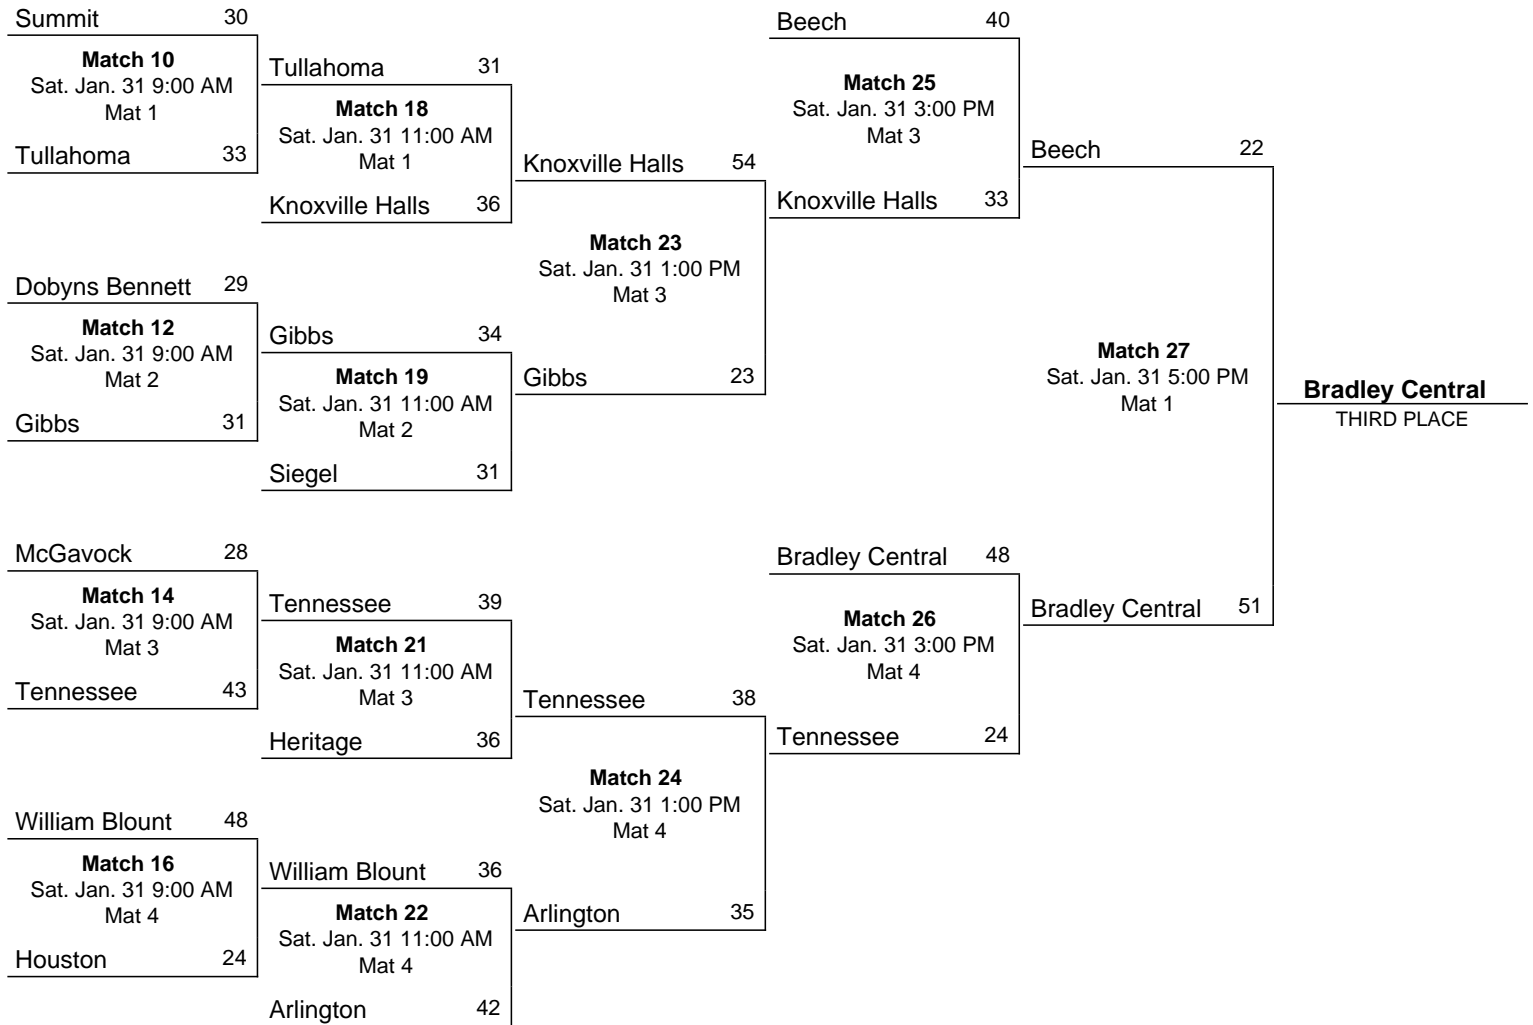 Summit 30
Match 10
Sat. Jan. 31 9:00 AM
Mat 1
Tullahoma 33
Dobyns Bennett 29
Match 12
Sat. Jan. 31 9:00 AM
Mat 2
Gibbs 31
McGavock 28
Match 14
Sat. Jan. 31 9:00 AM
Mat 3
Tennessee 43
William Blount 48
Match 16
Sat. Jan. 31 9:00 AM
Mat 4
Houston 24
Tullahoma 31
Match 18
Sat. Jan. 31 11:00 AM
Mat 1
Knoxville Halls 36
Gibbs 34
Match 19
Sat. Jan. 31 11:00 AM
Mat 2
Siegel 31
Tennessee 39
Match 21
Sat. Jan. 31 11:00 AM
Mat 3
Heritage 36
William Blount 36
Match 22
Sat. Jan. 31 11:00 AM
Mat 4
Arlington 42
Knoxville Halls 54
Match 23
Sat. Jan. 31 1:00 PM
Mat 3
Gibbs 23
Tennessee 38
Match 24
Sat. Jan. 31 1:00 PM
Mat 4
Arlington 35
Beech 40
Match 25
Sat. Jan. 31 3:00 PM
Mat 3
Knoxville Halls 33
Bradley Central 48
Match 26
Sat. Jan. 31 3:00 PM
Mat 4
Tennessee 24
Beech 22
Match 27
Sat. Jan. 31 5:00 PM
Mat 1
Bradley Central 51
Bradley Central
THIRD PLACE